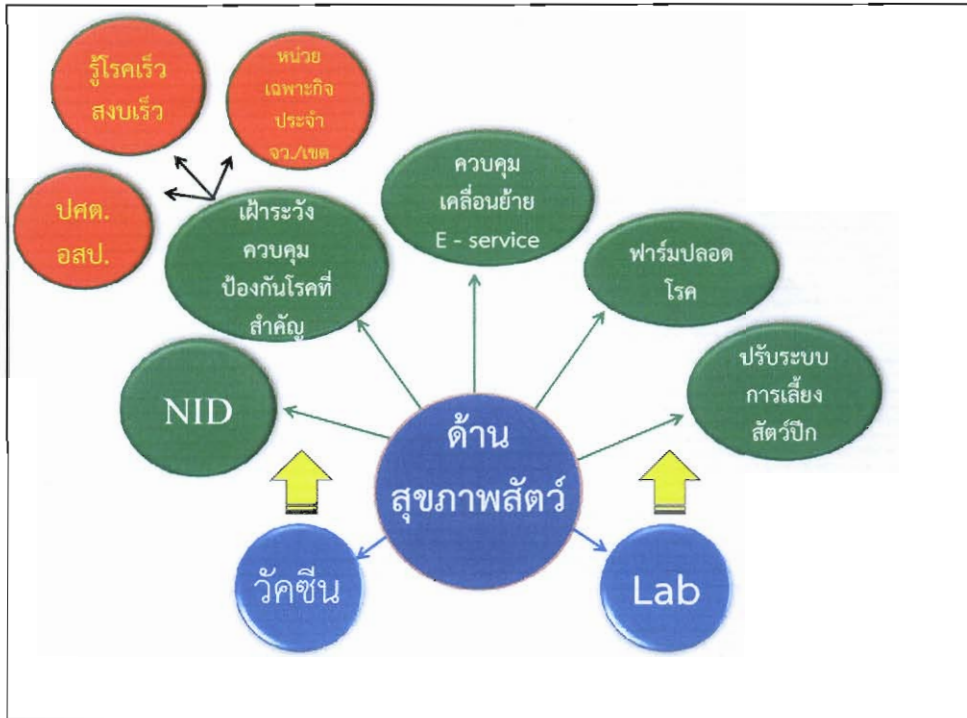 รู้โรคเร็ว
สงบเร็ว
หน่วย
เฉพาะกิจ
ประจำ
จว./เขต
ปศต.
อสป.
เฝ้าระวัง
ควบคุม
ป้องกันโรคที่
สำคัญ
ควบคุม
เคลื่อนย้าย
E - service
ฟาร์มปลอด
โรค
ปรับระบบ
การเลี้ยง
สัตว์ปีก
NID
ด้าน
สุขภาพสัตว์
วัคซีน
Lab